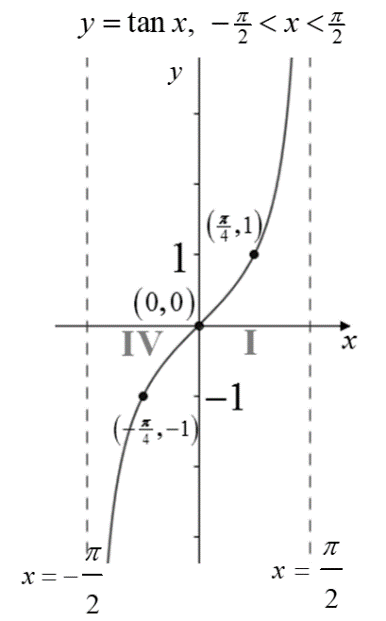 y = tan x, −π/2 < x < π/2
y
(π/4, 1)
1
(0,0)
IV I
x
−1
(−π/4, −1)
x = −π/2
x = π/2